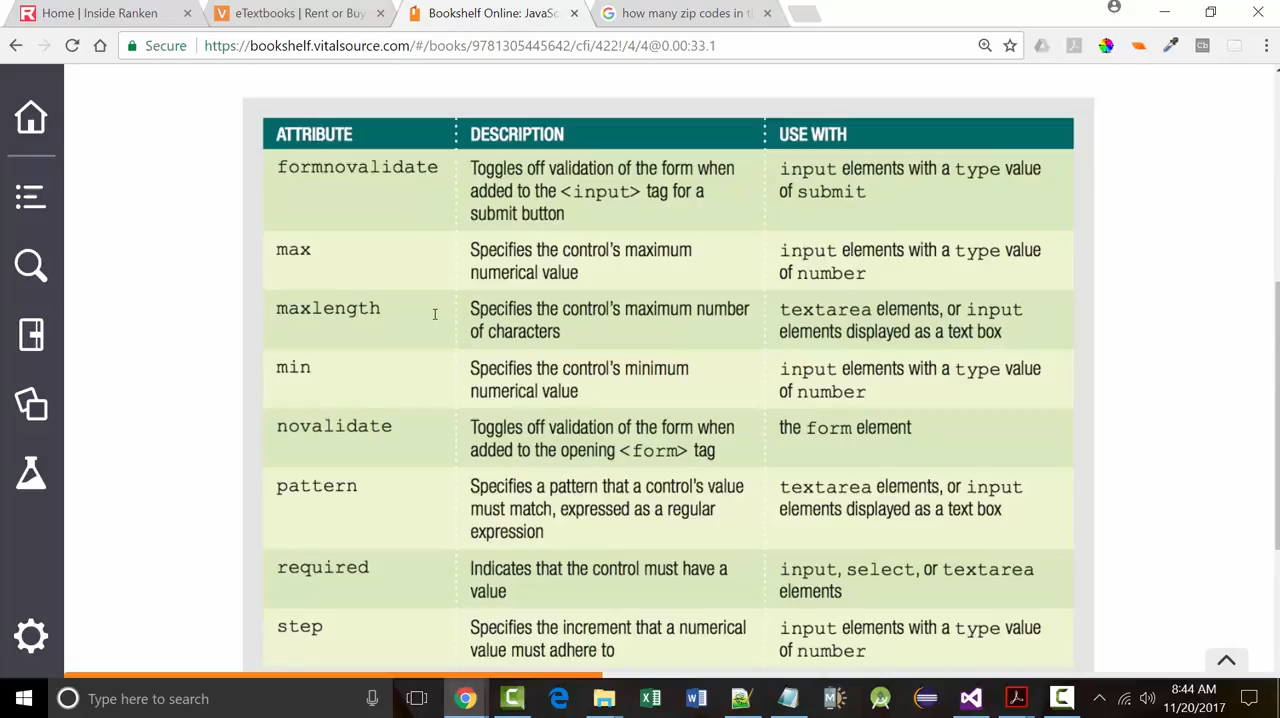 Home | Inside Ranken
eTextbooks | Rent or Buy
Bookshelf Online: JavaSc
how many zip codes in t
Secure
https://bookshelf.vitalsource.com/#/books/9781305445642/cfi/422!/4/4@0.00:33.1
ATTRIBUTE DESCRIPTION USE WITH
formnovalidate Toggles off validation of the form when input elements with a type value
added to the <input> tag for a of submit
submit button
max Specifies the control's maximum input elements with a type value
numerical value of number
maxlength Specifies the control's maximum number textarea elements, or input
of characters elements displayed as a text box
min Specifies the control's minimum input elements with a type value
numerical value of number
novalidate Toggles off validation of the form when the form element
added to the opening <form> tag
pattern Specifies a pattern that a control's value textarea elements, or input
must match, expressed as a regular elements displayed as a text box
expression
required Indicates that the control must have a input, select, or textarea
value elements
step Specifies the increment that a numerical input elements with a type value
value must adhere to of number
Type here to search
8:44 AM
11/20/2017